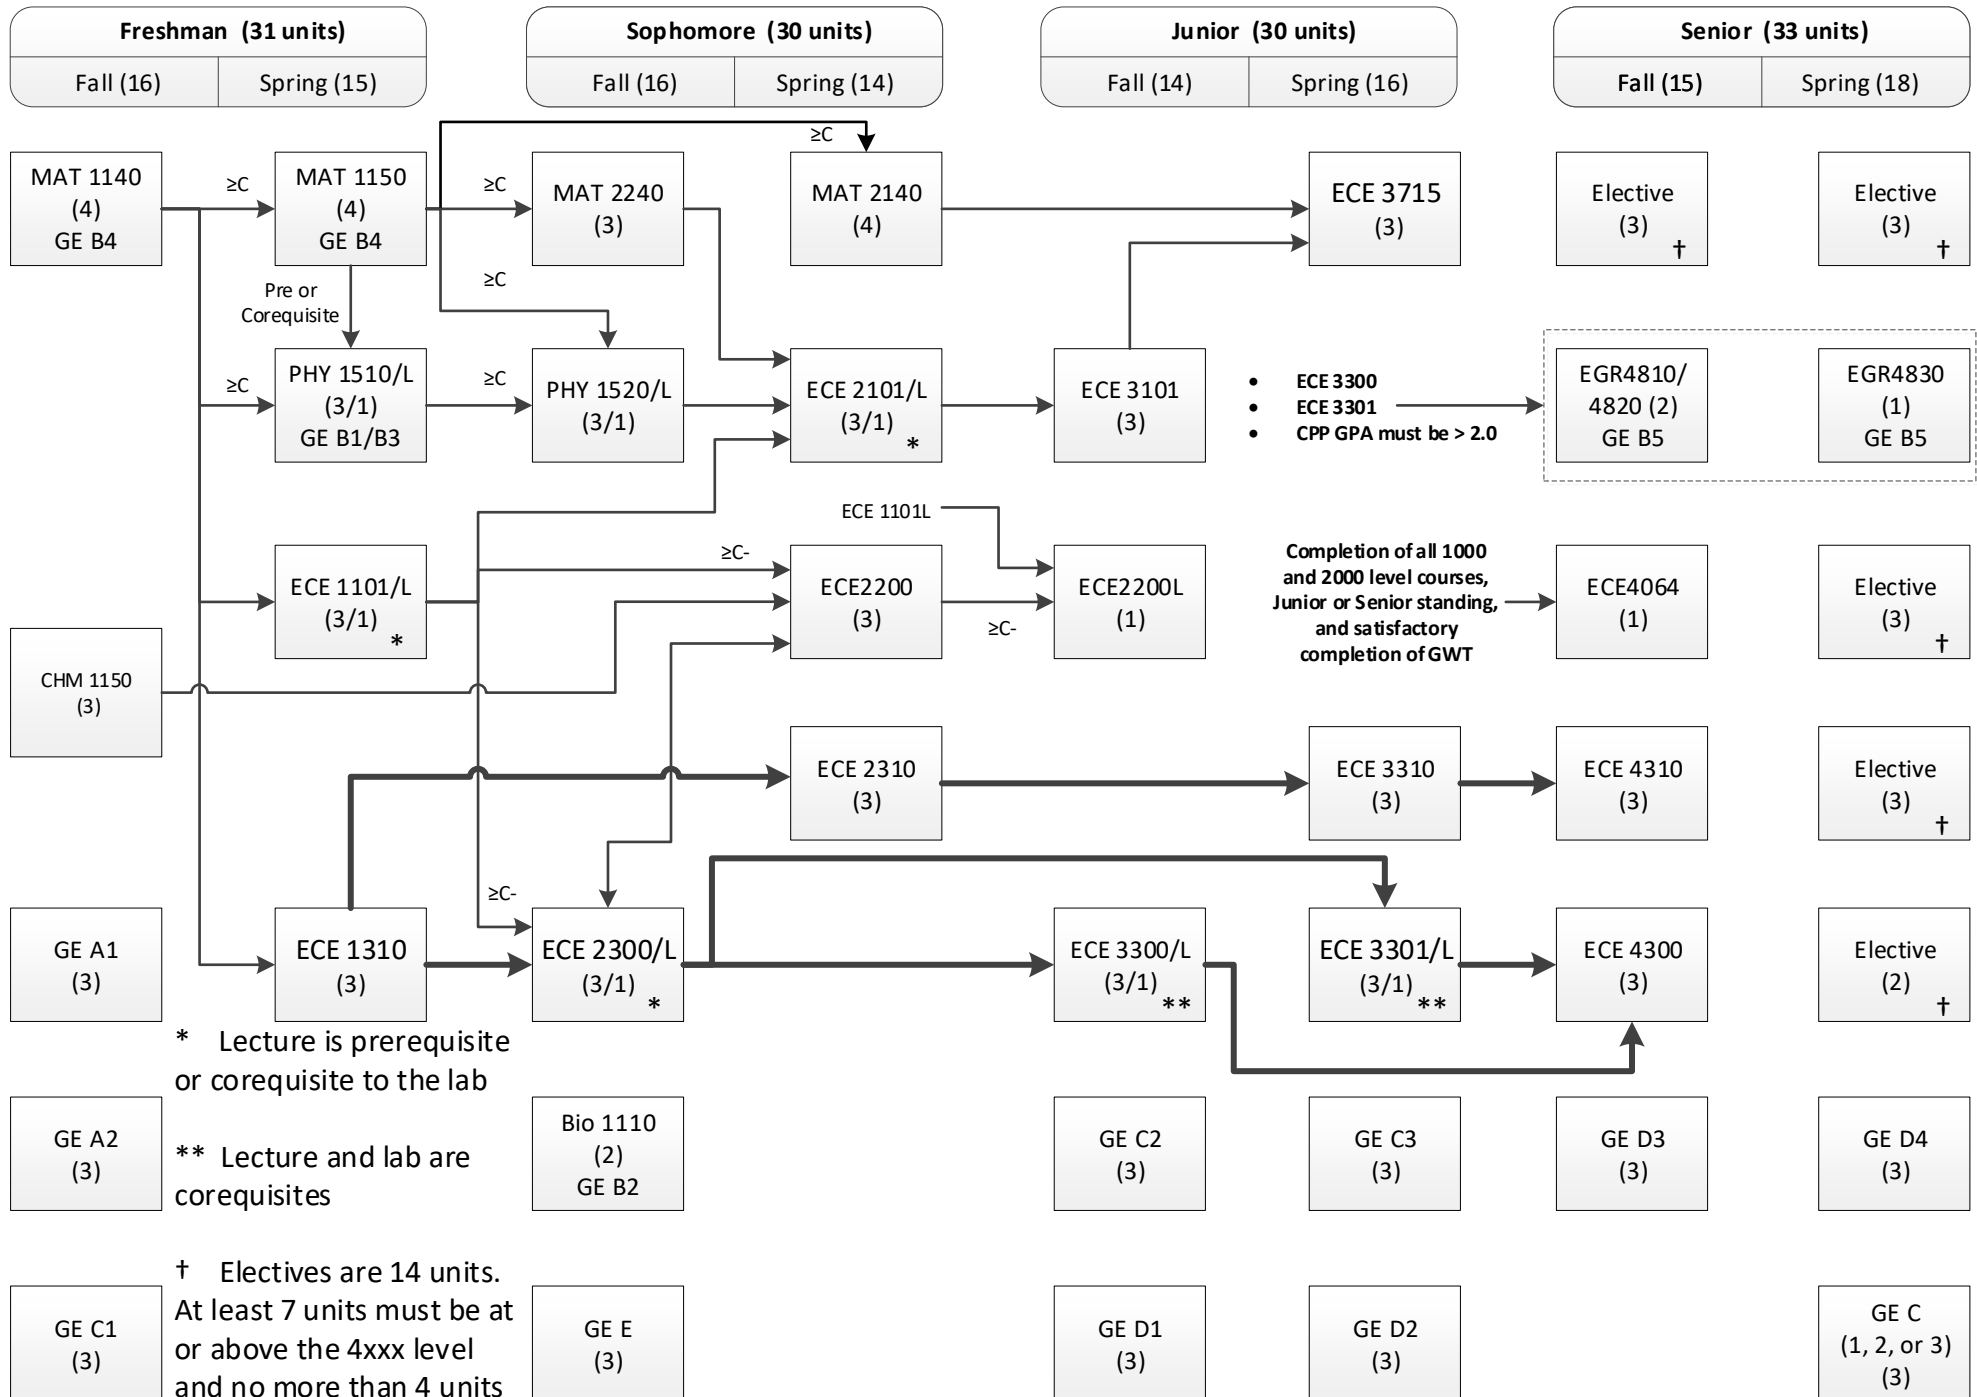 Freshman (31 units)
Fall (16)
Spring (15)
Sophomore (30 units)
Fall (16)
Spring (14)
Junior (30 units)
Fall (14)
Spring (16)
Senior (33 units)
Fall (15)
Spring (18)
≥C
MAT 1140
(4)
GE B4
≥C
MAT 1150
(4)
GE B4
≥C
MAT 2240
(3)
MAT 2140
(4)
ECE 3715
(3)
Elective
(3)
†
Elective
(3)
†
Pre or
Corequisite
≥C
≥C
PHY 1510/L
(3/1)
GE B1/B3
≥C
PHY 1520/L
(3/1)
ECE 2101/L
(3/1)
*
ECE 3101
(3)
• ECE 3300
• ECE 3301
• CPP GPA must be > 2.0
EGR4810/
4820 (2)
GE B5
EGR4830
(1)
GE B5
ECE 1101L
ECE 1101/L
(3/1)
*
≥C-
ECE2200
(3)
≥C-
ECE2200L
(1)
Completion of all 1000
and 2000 level courses,
Junior or Senior standing,
and satisfactory
completion of GWT
ECE4064
(1)
Elective
(3)
†
CHM 1150
(3)
ECE 2310
(3)
ECE 3310
(3)
ECE 4310
(3)
Elective
(3)
†
≥C-
GE A1
(3)
ECE 1310
(3)
ECE 2300/L
(3/1)
*
ECE 3300/L
(3/1)
**
ECE 3301/L
(3/1)
**
ECE 4300
(3)
Elective
(2)
†
* Lecture is prerequisite
or corequisite to the lab
GE A2
(3)
** Lecture and lab are
corequisites
Bio 1110
(2)
GE B2
GE C2
(3)
GE C3
(3)
GE D3
(3)
GE D4
(3)
GE C1
(3)
† Electives are 14 units.
At least 7 units must be at
or above the 4xxx level
and no more than 4 units
GE E
(3)
GE D1
(3)
GE D2
(3)
GE C
(1, 2, or 3)
(3)